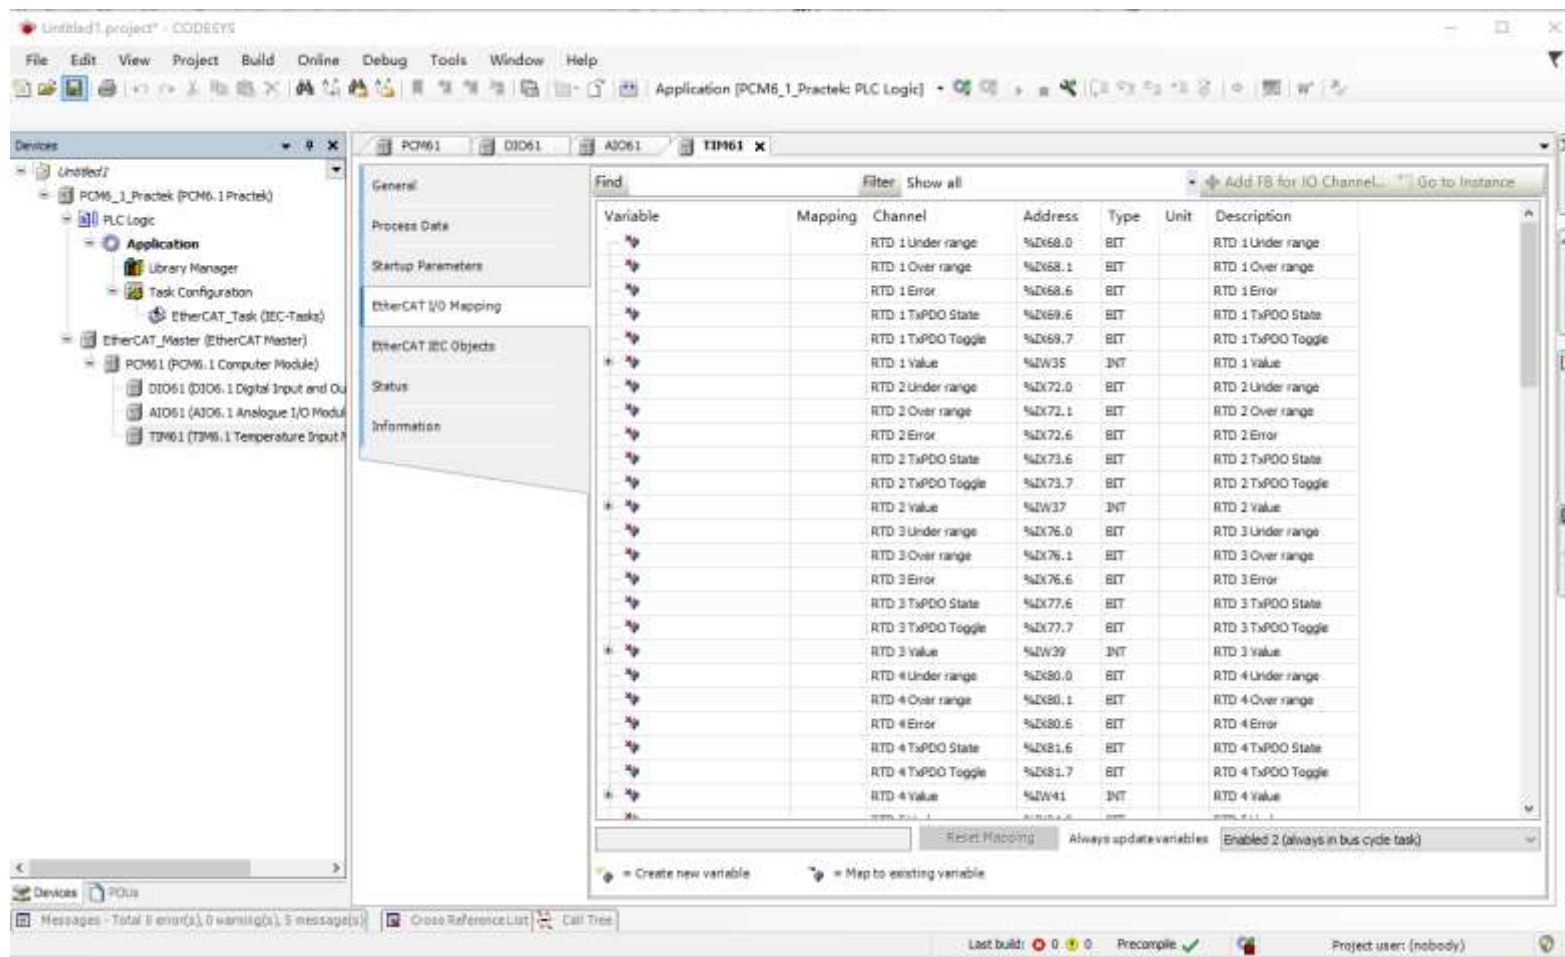 Untitled1.project* - CODESYS
File Edit View Project Build Online Debug Tools Window Help
Application [PCM6_1_Practek: PLC Logic]
Devices
PCM61 DIO61 AIO61 TIM61
Untitled1
PCM6_1_Practek (PCM6.1 Practek)
PLC Logic
Application
Library Manager
Task Configuration
EtherCAT_Task (IEC-Tasks)
EtherCAT_Master (EtherCAT Master)
PCM61 (PCM6.1 Computer Module)
DIO61 (DIO6.1 Digital Input and Ou
AIO61 (AIO6.1 Analogue I/O Modul
TIM61 (TIM6.1 Temperature Input M
General
Process Data
Startup Parameters
EtherCAT I/O Mapping
EtherCAT IEC Objects
Status
Information
Find Filter Show all Add FB for IO Channel... Go to Instance
Variable Mapping Channel Address Type Unit Description
RTD 1 Under range %IX68.0 BIT RTD 1 Under range
RTD 1 Over range %IX68.1 BIT RTD 1 Over range
RTD 1 Error %IX68.6 BIT RTD 1 Error
RTD 1 TxPDO State %IX69.6 BIT RTD 1 TxPDO State
RTD 1 TxPDO Toggle %IX69.7 BIT RTD 1 TxPDO Toggle
RTD 1 Value %IW35 INT RTD 1 Value
RTD 2 Under range %IX72.0 BIT RTD 2 Under range
RTD 2 Over range %IX72.1 BIT RTD 2 Over range
RTD 2 Error %IX72.6 BIT RTD 2 Error
RTD 2 TxPDO State %IX73.6 BIT RTD 2 TxPDO State
RTD 2 TxPDO Toggle %IX73.7 BIT RTD 2 TxPDO Toggle
RTD 2 Value %IW37 INT RTD 2 Value
RTD 3 Under range %IX76.0 BIT RTD 3 Under range
RTD 3 Over range %IX76.1 BIT RTD 3 Over range
RTD 3 Error %IX76.6 BIT RTD 3 Error
RTD 3 TxPDO State %IX77.6 BIT RTD 3 TxPDO State
RTD 3 TxPDO Toggle %IX77.7 BIT RTD 3 TxPDO Toggle
RTD 3 Value %IW39 INT RTD 3 Value
RTD 4 Under range %IX80.0 BIT RTD 4 Under range
RTD 4 Over range %IX80.1 BIT RTD 4 Over range
RTD 4 Error %IX80.6 BIT RTD 4 Error
RTD 4 TxPDO State %IX81.6 BIT RTD 4 TxPDO State
RTD 4 TxPDO Toggle %IX81.7 BIT RTD 4 TxPDO Toggle
RTD 4 Value %IW41 INT RTD 4 Value
Reset Mapping Always update variables Enabled 2 (always in bus cycle task)
= Create new variable = Map to existing variable
Devices POUs
Messages - Total 0 error(s), 0 warning(s), 5 message(s) Cross Reference List Call Tree
Last build: 0 0 Precompile Project user: (nobody)